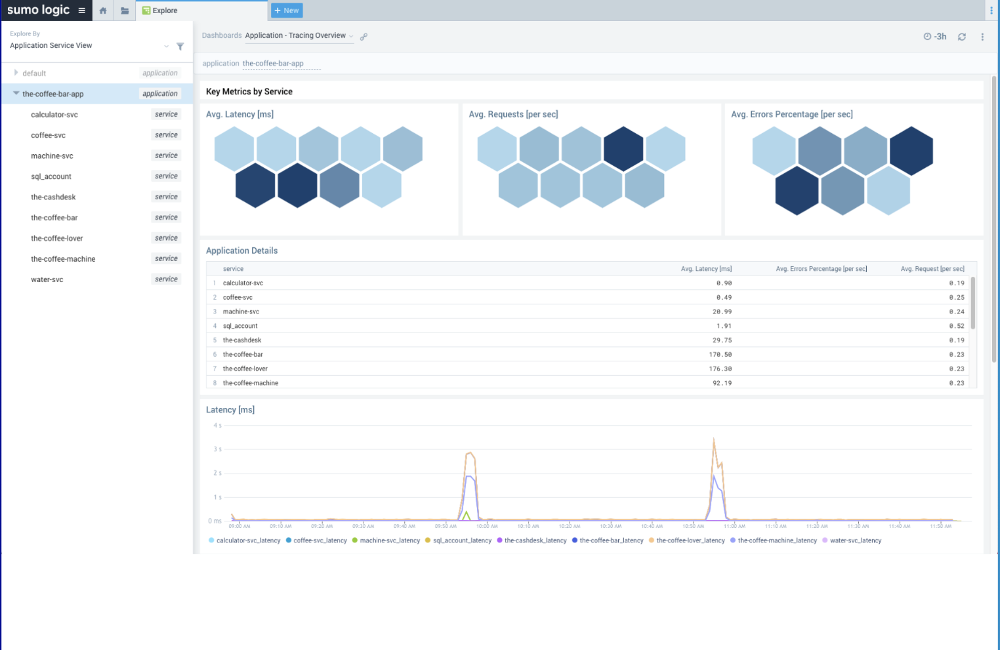 sumo logic
Explore
+ New
Explore By
Application Service View
default application
the-coffee-bar-app application
calculator-svc service
coffee-svc service
machine-svc service
sql_account service
the-cashdesk service
the-coffee-bar service
the-coffee-lover service
the-coffee-machine service
water-svc service
Dashboards Application - Tracing Overview
-3h
application the-coffee-bar-app
Key Metrics by Service
Avg. Latency [ms]
Avg. Requests [per sec]
Avg. Errors Percentage [per sec]
Application Details
service Avg. Latency [ms] Avg. Errors Percentage [per sec] Avg. Request [per sec]
1 calculator-svc 0.90 0.19
2 coffee-svc 0.49 0.25
3 machine-svc 20.99 0.24
4 sql_account 1.91 0.52
5 the-cashdesk 29.75 0.19
6 the-coffee-bar 170.50 0.23
7 the-coffee-lover 176.30 0.23
8 the-coffee-machine 92.19 0.23
Latency [ms]
4 s
3 s
2 s
1 s
0 ms
09:00 AM 09:10 AM 09:20 AM 09:30 AM 09:40 AM 09:50 AM 10:00 AM 10:10 AM 10:20 AM 10:30 AM 10:40 AM 10:50 AM 11:00 AM 11:10 AM 11:20 AM 11:30 AM 11:40 AM 11:50 AM
calculator-svc_latency coffee-svc_latency machine-svc_latency sql_account_latency the-cashdesk_latency the-coffee-bar_latency the-coffee-lover_latency the-coffee-machine_latency water-svc_latency